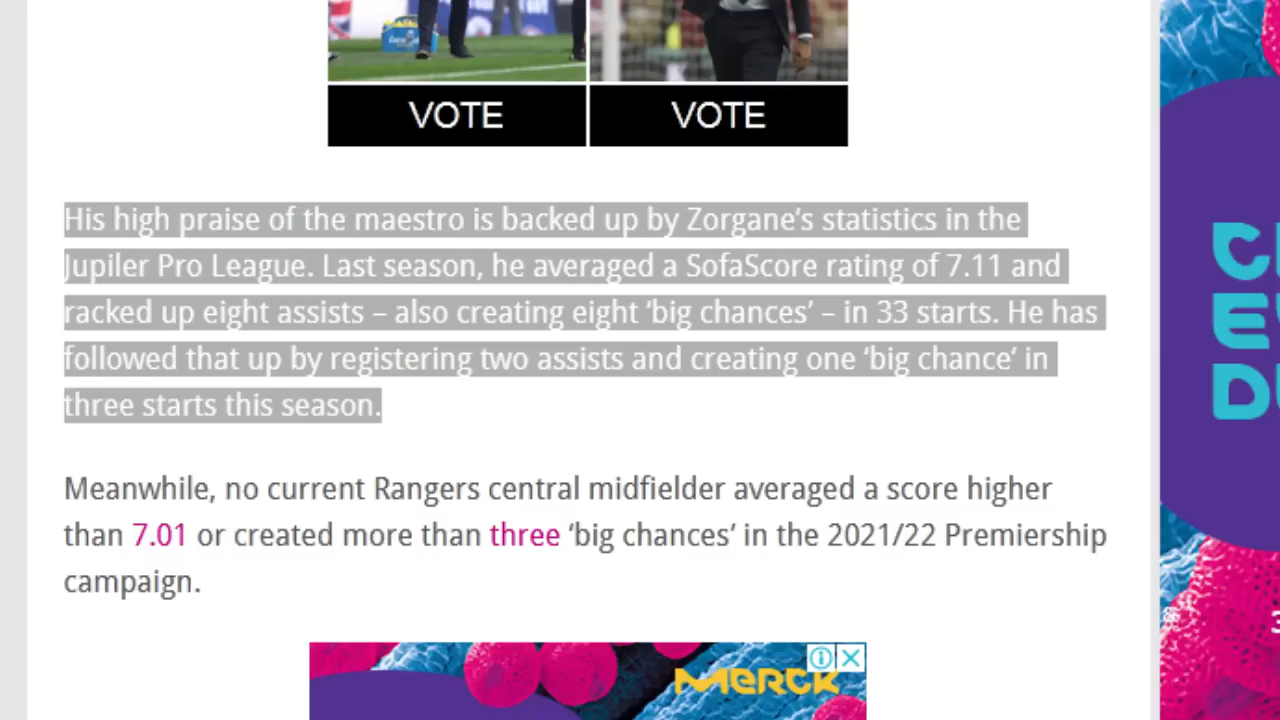 VOTE VOTE
His high praise of the maestro is backed up by Zorgane’s statistics in the
Jupiler Pro League. Last season, he averaged a SofaScore rating of 7.11 and
racked up eight assists – also creating eight ‘big chances’ – in 33 starts. He has
followed that up by registering two assists and creating one ‘big chance’ in
three starts this season.
Meanwhile, no current Rangers central midfielder averaged a score higher
than 7.01 or created more than three ‘big chances’ in the 2021/22 Premiership
campaign.
MERCK